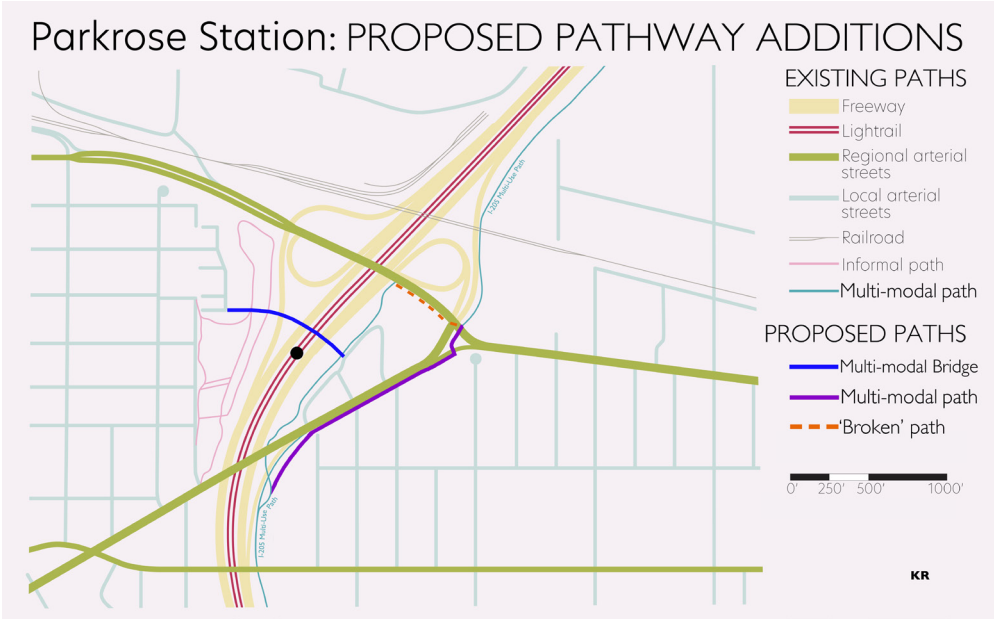 Parkrose Station: PROPOSED PATHWAY ADDITIONS
EXISTING PATHS
Freeway
Lightrail
Regional arterial
streets
Local arterial
streets
Railroad
Informal path
Multi-modal path
PROPOSED PATHS
Multi-modal Bridge
Multi-modal path
'Broken' path
0' 250' 500' 1000'
I-205 Multi-Use Path
I-205 Multi-Use Path
KR